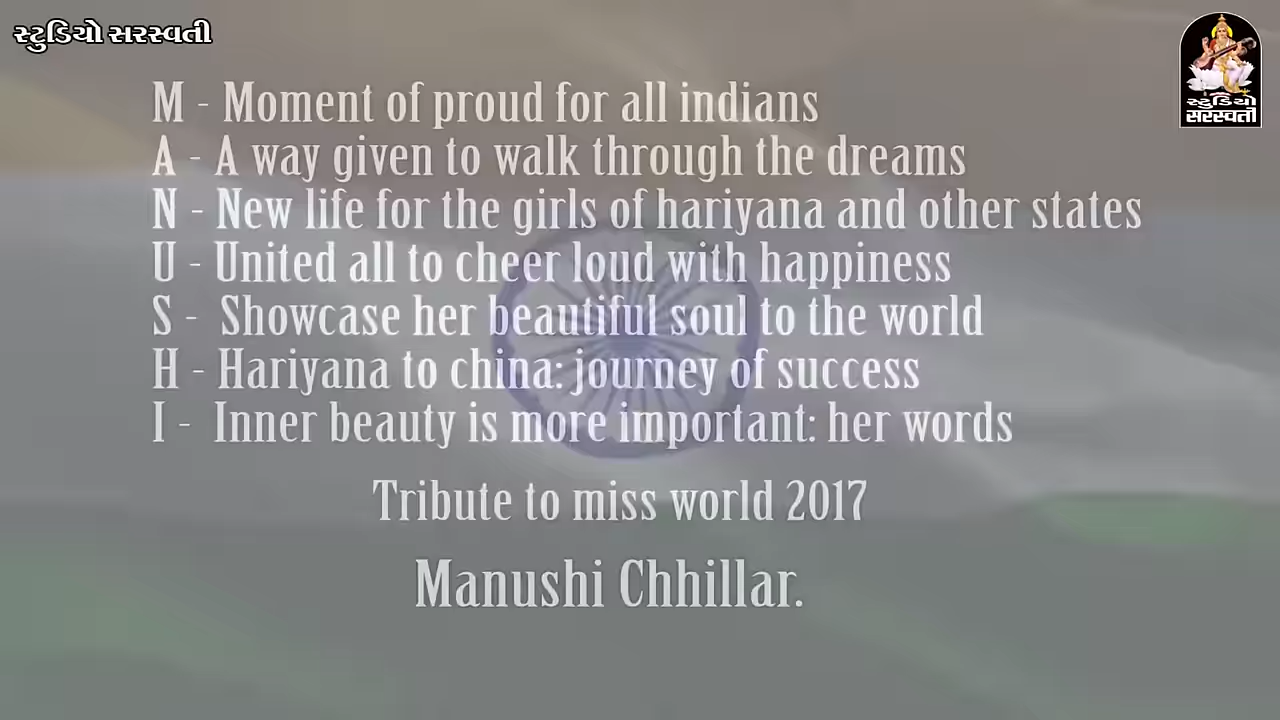 સ્ટુડિયો સરસ્વતી
M - Moment of proud for all indians
A - A way given to walk through the dreams
N - New life for the girls of hariyana and other states
U - United all to cheer loud with happiness
S - Showcase her beautiful soul to the world
H - Hariyana to china: journey of success
I - Inner beauty is more important: her words
Tribute to miss world 2017
Manushi Chhillar.
સ્ટુડિયો
સરસ્વતી